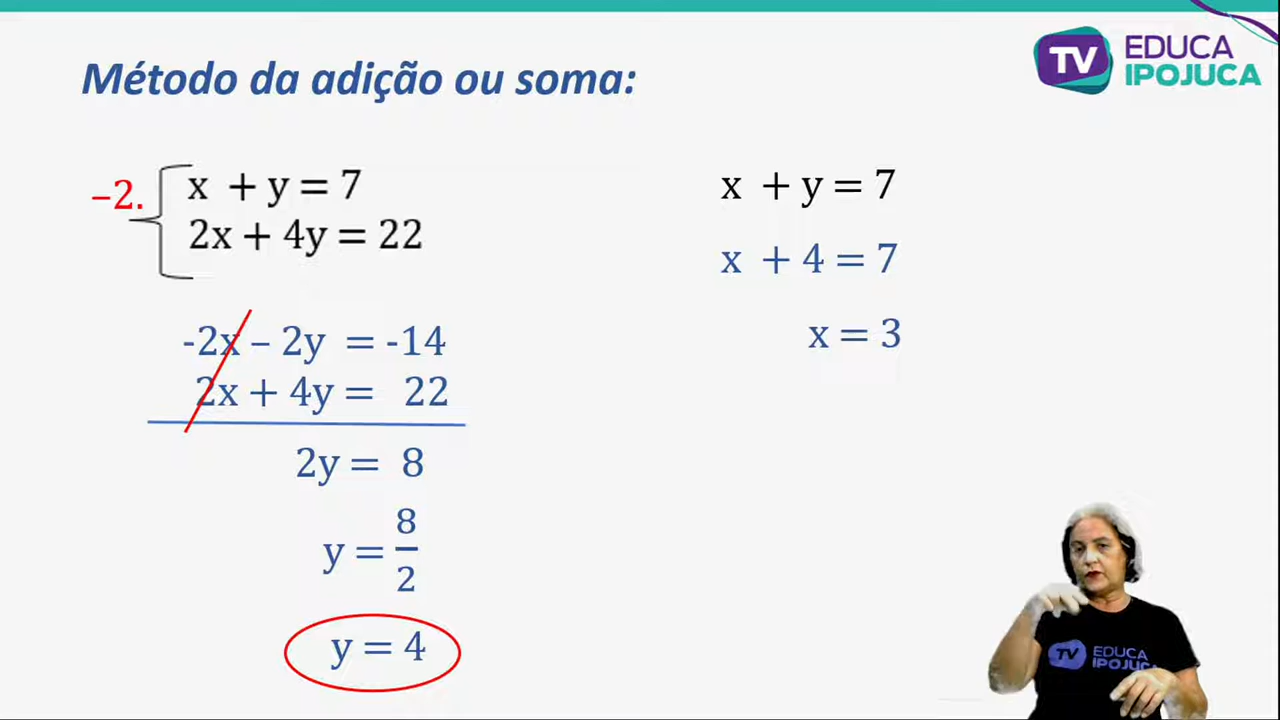 Método da adição ou soma:
TV EDUCA
IPOJUCA
–2.
x + y = 7
2x + 4y = 22
-2x – 2y = -14
2x + 4y = 22
2y = 8
y = 8/2
y = 4
x + y = 7
x + 4 = 7
x = 3
TV EDUCA
IPOJUCA